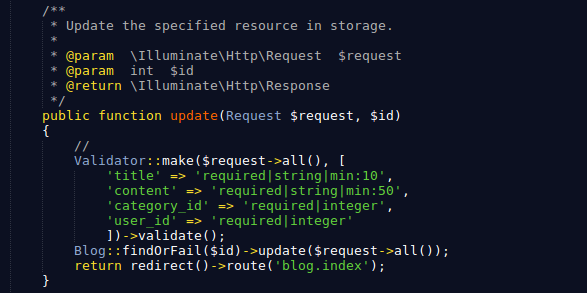 /**
 * Update the specified resource in storage.
 *
 * @param  \Illuminate\Http\Request  $request
 * @param  int  $id
 * @return \Illuminate\Http\Response
 */
public function update(Request $request, $id)
{
    //
    Validator::make($request->all(), [
        'title' => 'required|string|min:10',
        'content' => 'required|string|min:50',
        'category_id' => 'required|integer',
        'user_id' => 'required|integer'
        ])->validate();
    Blog::findOrFail($id)->update($request->all());
    return redirect()->route('blog.index');
}